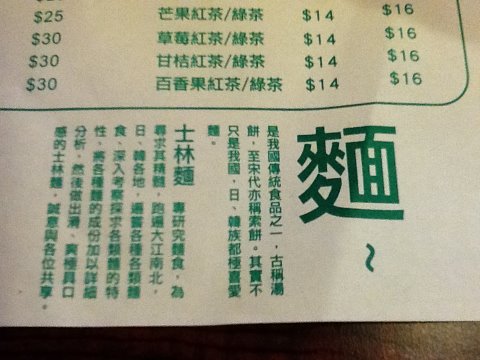 $25 芒果紅茶/綠茶 $14 $16
$30 草莓紅茶/綠茶 $14 $16
$30 甘桔紅茶/綠茶 $14 $16
$30 百香果紅茶/綠茶 $14 $16
麵~
是我國傳統食品之一,古稱湯
餅,至宋代亦稱索餅。其實不
只是我國,日、韓族都極喜愛
麵。
士林麵 專研究麵食,為
尋求其精髓,跑遍大江南北,
日、韓各地,遍嘗各種各類麵
食、深入考察探求各類麵的特
性、將各種麵的成份加以詳細
分析、然後做出滑、爽極具口
感的士林麵,誠意與各位共享。